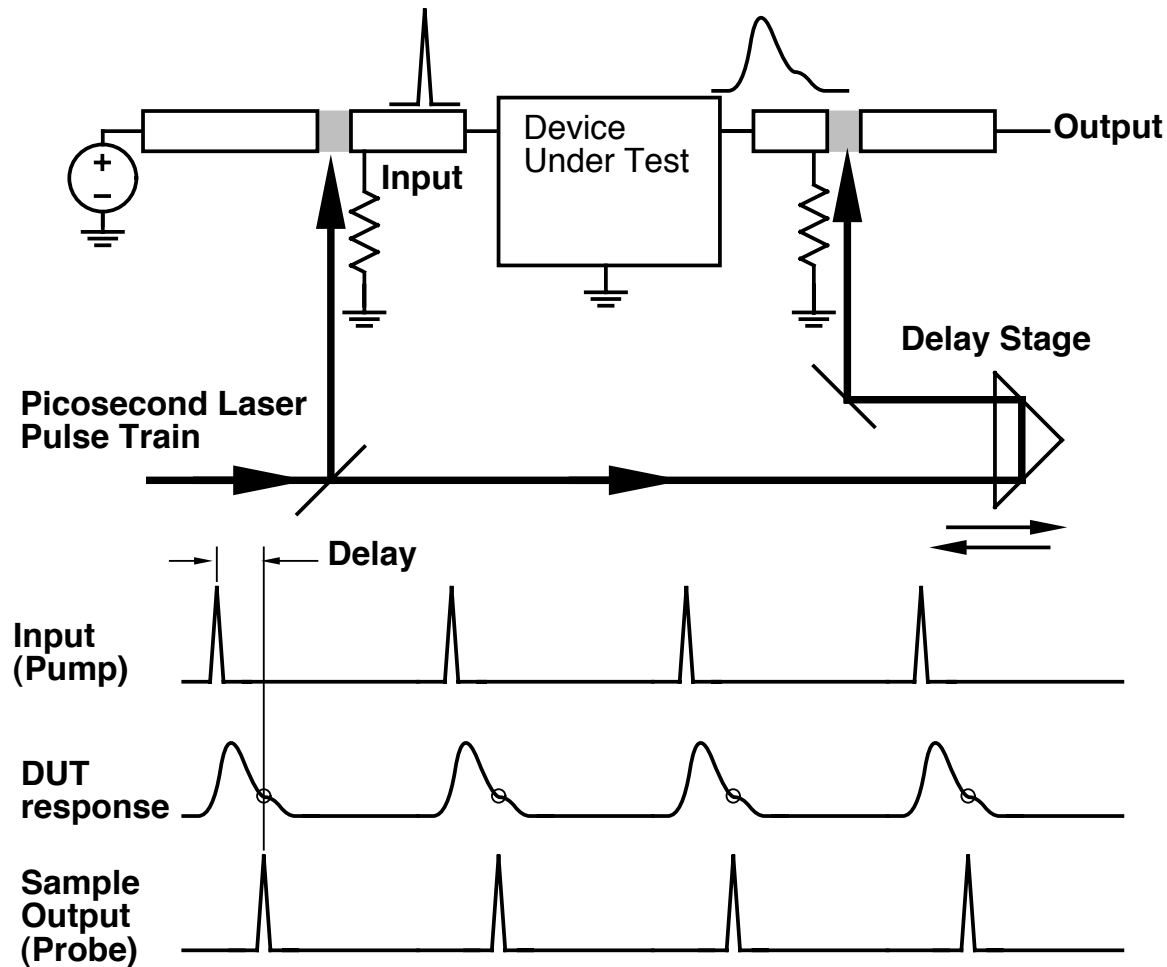 Device
Under Test
Output
Input
+
−
Delay Stage
Picosecond Laser
Pulse Train
Delay
Input
(Pump)
DUT
response
Sample
Output
(Probe)